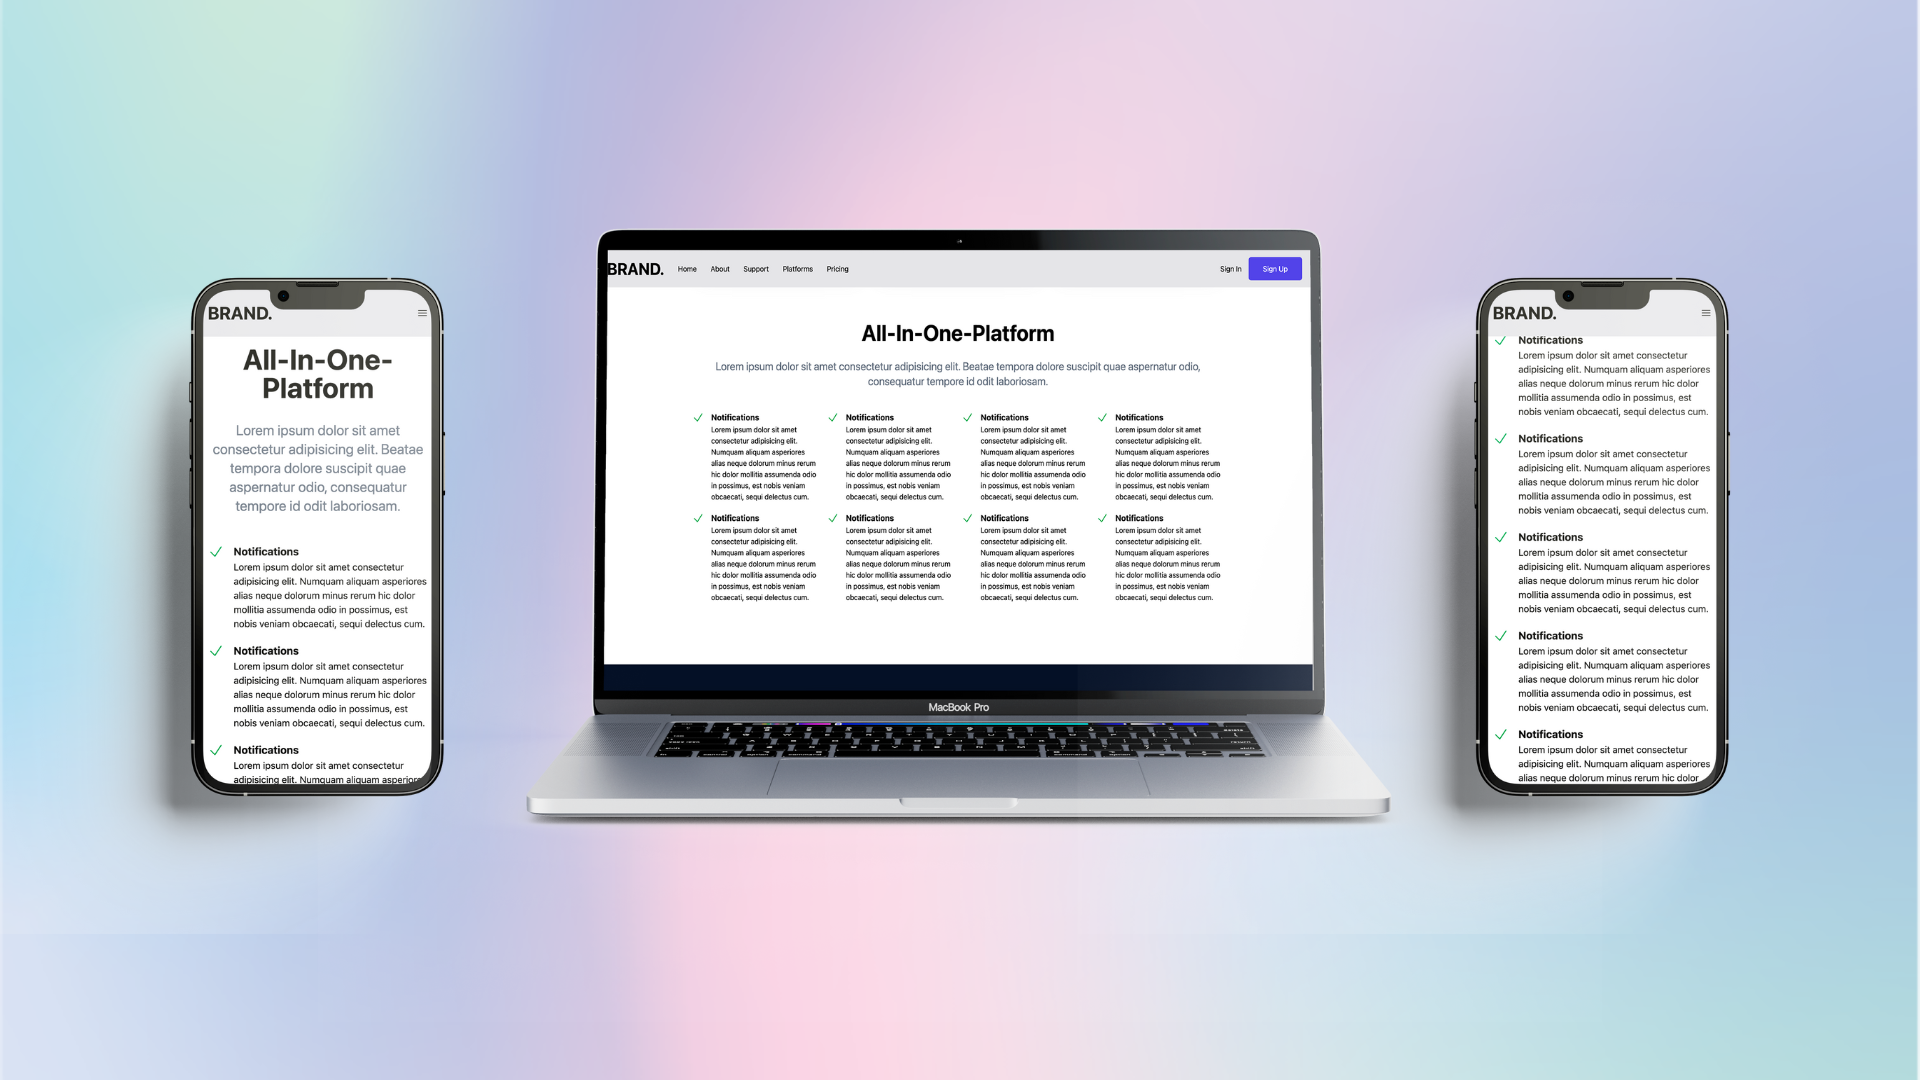 BRAND.
All-In-One-
Platform
Lorem ipsum dolor sit amet
consectetur adipisicing elit. Beatae
tempora dolore suscipit quae
aspernatur odio, consequatur
tempore id odit laboriosam.
Notifications
Lorem ipsum dolor sit amet consectetur
adipisicing elit. Numquam aliquam asperiores
alias neque dolorum minus rerum hic dolor
mollitia assumenda odio in possimus, est
nobis veniam obcaecati, sequi delectus cum.
Notifications
Lorem ipsum dolor sit amet consectetur
adipisicing elit. Numquam aliquam asperiores
alias neque dolorum minus rerum hic dolor
mollitia assumenda odio in possimus, est
nobis veniam obcaecati, sequi delectus cum.
Notifications
Lorem ipsum dolor sit amet consectetur
adipisicing elit. Numquam aliquam asperiores
BRAND. Home About Support Platforms Pricing Sign In Sign Up
All-In-One-Platform
Lorem ipsum dolor sit amet consectetur adipisicing elit. Beatae tempora dolore suscipit quae aspernatur odio,
consequatur tempore id odit laboriosam.
Notifications
Lorem ipsum dolor sit amet
consectetur adipisicing elit.
Numquam aliquam asperiores
alias neque dolorum minus rerum
hic dolor mollitia assumenda odio
in possimus, est nobis veniam
obcaecati, sequi delectus cum.
Notifications
Lorem ipsum dolor sit amet
consectetur adipisicing elit.
Numquam aliquam asperiores
alias neque dolorum minus rerum
hic dolor mollitia assumenda odio
in possimus, est nobis veniam
obcaecati, sequi delectus cum.
Notifications
Lorem ipsum dolor sit amet
consectetur adipisicing elit.
Numquam aliquam asperiores
alias neque dolorum minus rerum
hic dolor mollitia assumenda odio
in possimus, est nobis veniam
obcaecati, sequi delectus cum.
Notifications
Lorem ipsum dolor sit amet
consectetur adipisicing elit.
Numquam aliquam asperiores
alias neque dolorum minus rerum
hic dolor mollitia assumenda odio
in possimus, est nobis veniam
obcaecati, sequi delectus cum.
Notifications
Lorem ipsum dolor sit amet
consectetur adipisicing elit.
Numquam aliquam asperiores
alias neque dolorum minus rerum
hic dolor mollitia assumenda odio
in possimus, est nobis veniam
obcaecati, sequi delectus cum.
Notifications
Lorem ipsum dolor sit amet
consectetur adipisicing elit.
Numquam aliquam asperiores
alias neque dolorum minus rerum
hic dolor mollitia assumenda odio
in possimus, est nobis veniam
obcaecati, sequi delectus cum.
Notifications
Lorem ipsum dolor sit amet
consectetur adipisicing elit.
Numquam aliquam asperiores
alias neque dolorum minus rerum
hic dolor mollitia assumenda odio
in possimus, est nobis veniam
obcaecati, sequi delectus cum.
Notifications
Lorem ipsum dolor sit amet
consectetur adipisicing elit.
Numquam aliquam asperiores
alias neque dolorum minus rerum
hic dolor mollitia assumenda odio
in possimus, est nobis veniam
obcaecati, sequi delectus cum.
MacBook Pro
BRAND.
Notifications
Lorem ipsum dolor sit amet consectetur
adipisicing elit. Numquam aliquam asperiores
alias neque dolorum minus rerum hic dolor
mollitia assumenda odio in possimus, est
nobis veniam obcaecati, sequi delectus cum.
Notifications
Lorem ipsum dolor sit amet consectetur
adipisicing elit. Numquam aliquam asperiores
alias neque dolorum minus rerum hic dolor
mollitia assumenda odio in possimus, est
nobis veniam obcaecati, sequi delectus cum.
Notifications
Lorem ipsum dolor sit amet consectetur
adipisicing elit. Numquam aliquam asperiores
alias neque dolorum minus rerum hic dolor
mollitia assumenda odio in possimus, est
nobis veniam obcaecati, sequi delectus cum.
Notifications
Lorem ipsum dolor sit amet consectetur
adipisicing elit. Numquam aliquam asperiores
alias neque dolorum minus rerum hic dolor
mollitia assumenda odio in possimus, est
nobis veniam obcaecati, sequi delectus cum.
Notifications
Lorem ipsum dolor sit amet consectetur
adipisicing elit. Numquam aliquam asperiores
alias neque dolorum minus rerum hic dolor